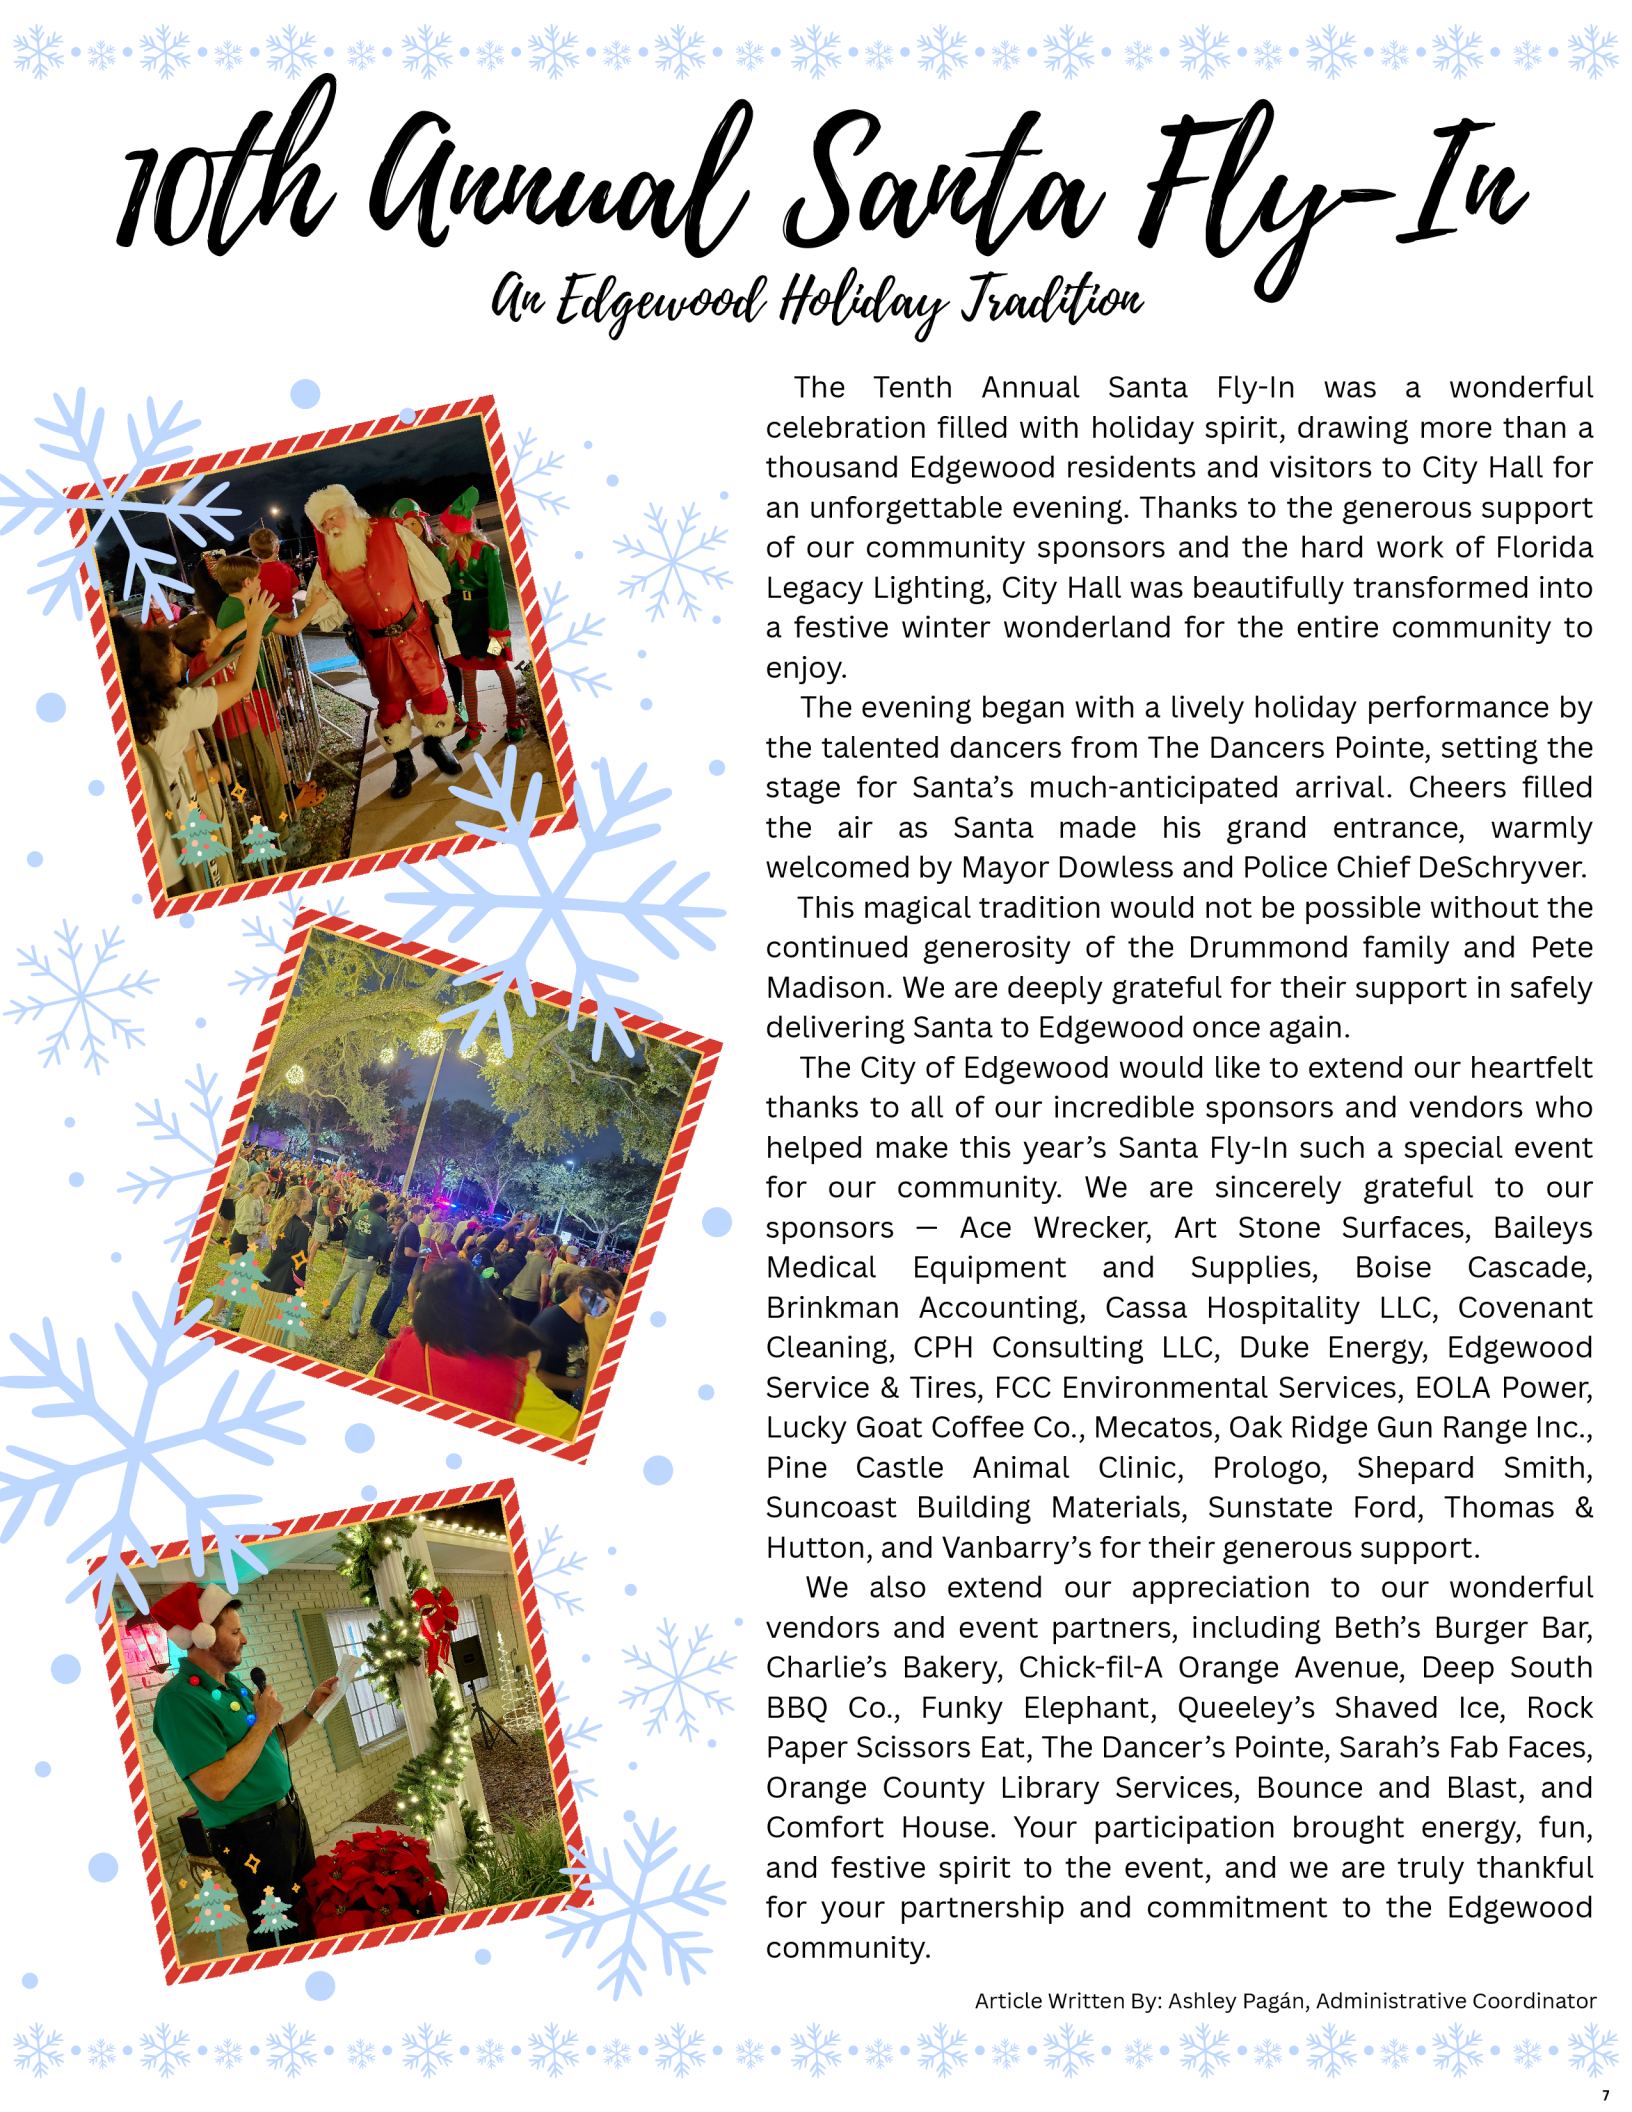 10th Annual Santa Fly-In
An Edgewood Holiday Tradition
The Tenth Annual Santa Fly-In was a wonderful
celebration filled with holiday spirit, drawing more than a
thousand Edgewood residents and visitors to City Hall for
an unforgettable evening. Thanks to the generous support
of our community sponsors and the hard work of Florida
Legacy Lighting, City Hall was beautifully transformed into
a festive winter wonderland for the entire community to
enjoy.
The evening began with a lively holiday performance by
the talented dancers from The Dancers Pointe, setting the
stage for Santa’s much-anticipated arrival. Cheers filled
the air as Santa made his grand entrance, warmly
welcomed by Mayor Dowless and Police Chief DeSchryver.
This magical tradition would not be possible without the
continued generosity of the Drummond family and Pete
Madison. We are deeply grateful for their support in safely
delivering Santa to Edgewood once again.
The City of Edgewood would like to extend our heartfelt
thanks to all of our incredible sponsors and vendors who
helped make this year’s Santa Fly-In such a special event
for our community. We are sincerely grateful to our
sponsors — Ace Wrecker, Art Stone Surfaces, Baileys
Medical Equipment and Supplies, Boise Cascade,
Brinkman Accounting, Cassa Hospitality LLC, Covenant
Cleaning, CPH Consulting LLC, Duke Energy, Edgewood
Service & Tires, FCC Environmental Services, EOLA Power,
Lucky Goat Coffee Co., Mecatos, Oak Ridge Gun Range Inc.,
Pine Castle Animal Clinic, Prologo, Shepard Smith,
Suncoast Building Materials, Sunstate Ford, Thomas &
Hutton, and Vanbarry’s for their generous support.
We also extend our appreciation to our wonderful
vendors and event partners, including Beth’s Burger Bar,
Charlie’s Bakery, Chick-fil-A Orange Avenue, Deep South
BBQ Co., Funky Elephant, Queeley’s Shaved Ice, Rock
Paper Scissors Eat, The Dancer’s Pointe, Sarah’s Fab Faces,
Orange County Library Services, Bounce and Blast, and
Comfort House. Your participation brought energy, fun,
and festive spirit to the event, and we are truly thankful
for your partnership and commitment to the Edgewood
community.
Article Written By: Ashley Pagán, Administrative Coordinator
7